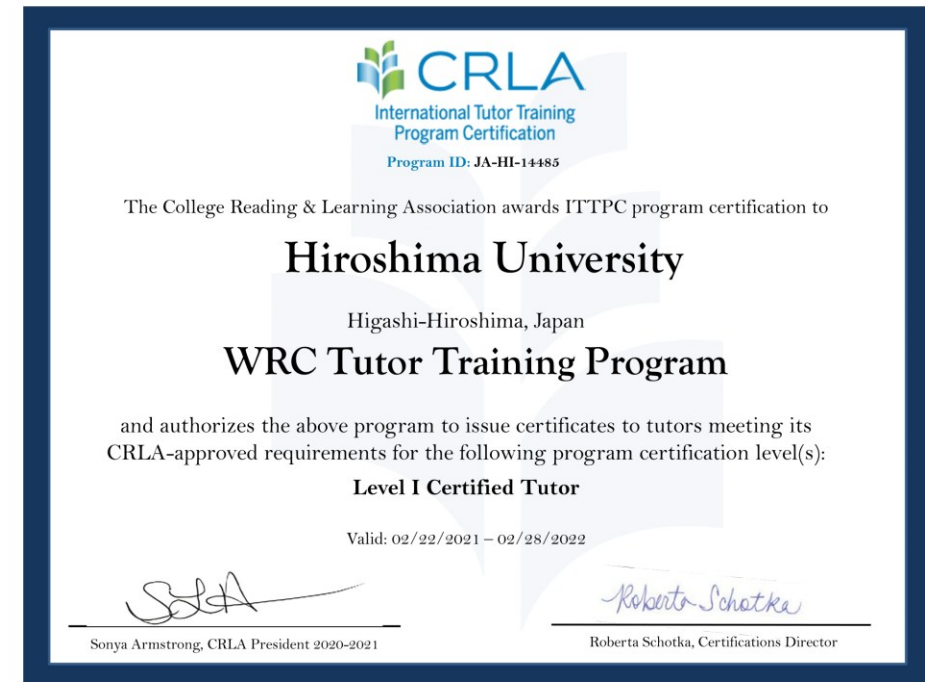 CRLA
International Tutor Training
Program Certification
Program ID: JA-HI-14485
The College Reading & Learning Association awards ITTPC program certification to
Hiroshima University
Higashi-Hiroshima, Japan
WRC Tutor Training Program
and authorizes the above program to issue certificates to tutors meeting its
CRLA-approved requirements for the following program certification level(s):
Level I Certified Tutor
Valid: 02/22/2021 – 02/28/2022
Roberta Schotka
Sonya Armstrong, CRLA President 2020-2021
Roberta Schotka, Certifications Director